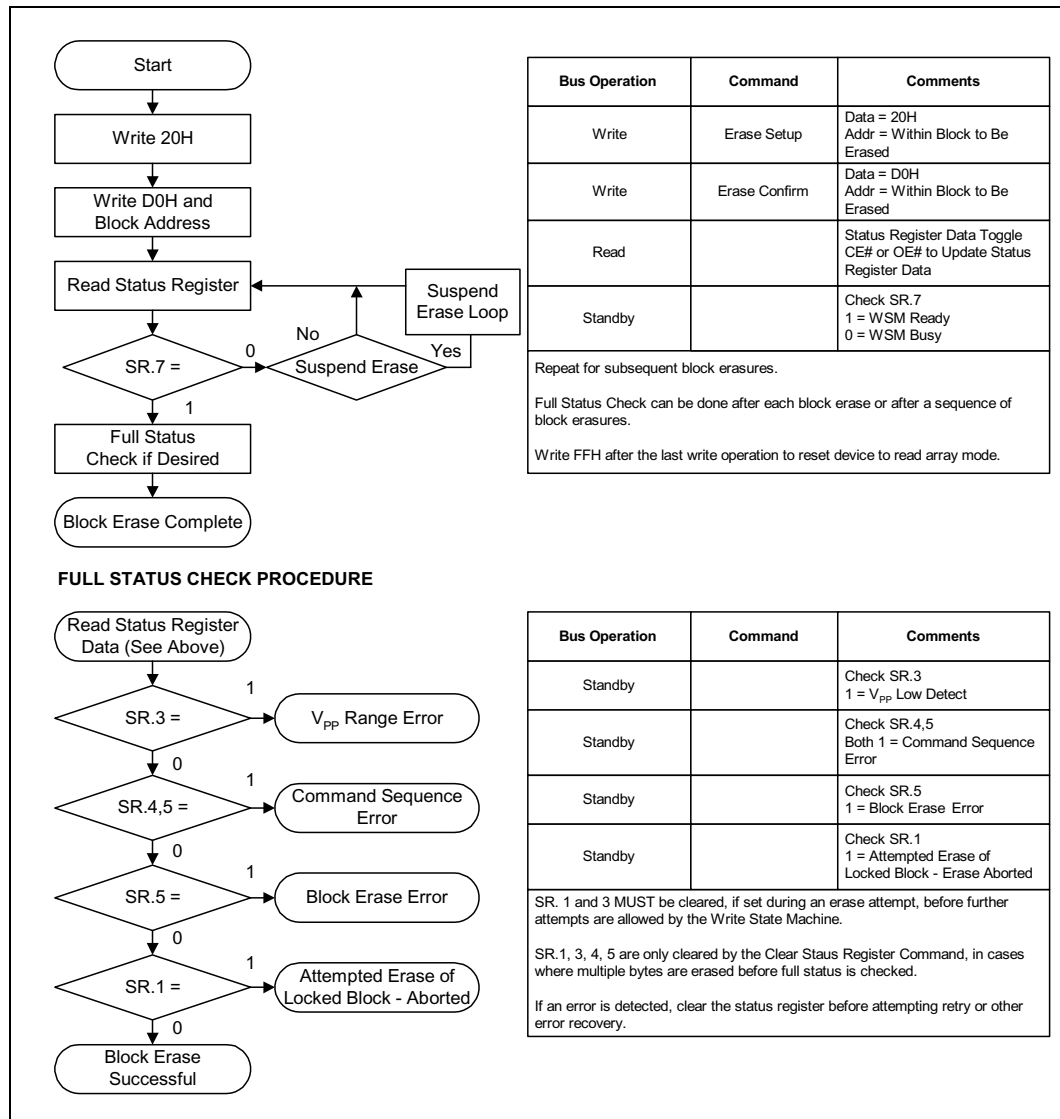 Start
Write 20H
Write D0H and
Block Address
Read Status Register
Suspend
Erase Loop
No
Yes
0
SR.7 =
Suspend Erase
1
Full Status
Check if Desired
Block Erase Complete
Bus Operation Command Comments
Write Erase Setup Data = 20H
Addr = Within Block to Be
Erased
Write Erase Confirm Data = D0H
Addr = Within Block to Be
Erased
Read Status Register Data Toggle
CE# or OE# to Update Status
Register Data
Standby Check SR.7
1 = WSM Ready
0 = WSM Busy
Repeat for subsequent block erasures.
Full Status Check can be done after each block erase or after a sequence of
block erasures.
Write FFH after the last write operation to reset device to read array mode.
FULL STATUS CHECK PROCEDURE
Read Status Register
Data (See Above)
1
SR.3 =
VPP Range Error
0
1
SR.4,5 =
Command Sequence
Error
0
1
SR.5 =
Block Erase Error
0
1
SR.1 =
Attempted Erase of
Locked Block - Aborted
0
Block Erase
Successful
Bus Operation Command Comments
Standby Check SR.3
1 = VPP Low Detect
Standby Check SR.4,5
Both 1 = Command Sequence
Error
Standby Check SR.5
1 = Block Erase Error
Standby Check SR.1
1 = Attempted Erase of
Locked Block - Erase Aborted
SR. 1 and 3 MUST be cleared, if set during an erase attempt, before further
attempts are allowed by the Write State Machine.
SR.1, 3, 4, 5 are only cleared by the Clear Staus Register Command, in cases
where multiple bytes are erased before full status is checked.
If an error is detected, clear the status register before attempting retry or other
error recovery.